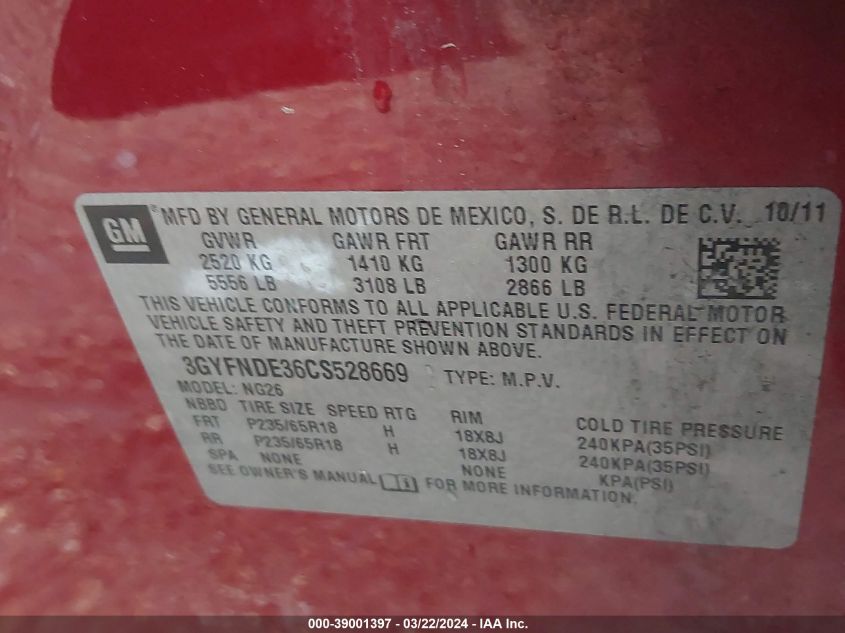 GM ® MFD BY GENERAL MOTORS DE MEXICO, S. DE R.L. DE C.V. 10/11
GVWR GAWR FRT GAWR RR
2520 KG 1410 KG 1300 KG
5556 LB 3108 LB 2866 LB
THIS VEHICLE CONFORMS TO ALL APPLICABLE U.S. FEDERAL MOTOR
VEHICLE SAFETY AND THEFT PREVENTION STANDARDS IN EFFECT ON
THE DATE OF MANUFACTURE SHOWN ABOVE.
3GYFNDE36CS528669 TYPE: M.P.V.
MODEL: NG26
NBBO TIRE SIZE SPEED RTG RIM COLD TIRE PRESSURE
FRT P235/65R18 H 18X8J 240KPA(35PSI)
RR P235/65R18 H 18X8J 240KPA(35PSI)
SPA NONE NONE KPA(PSI)
SEE OWNER'S MANUAL FOR MORE INFORMATION.
000-39001397 - 03/22/2024 - IAA Inc.